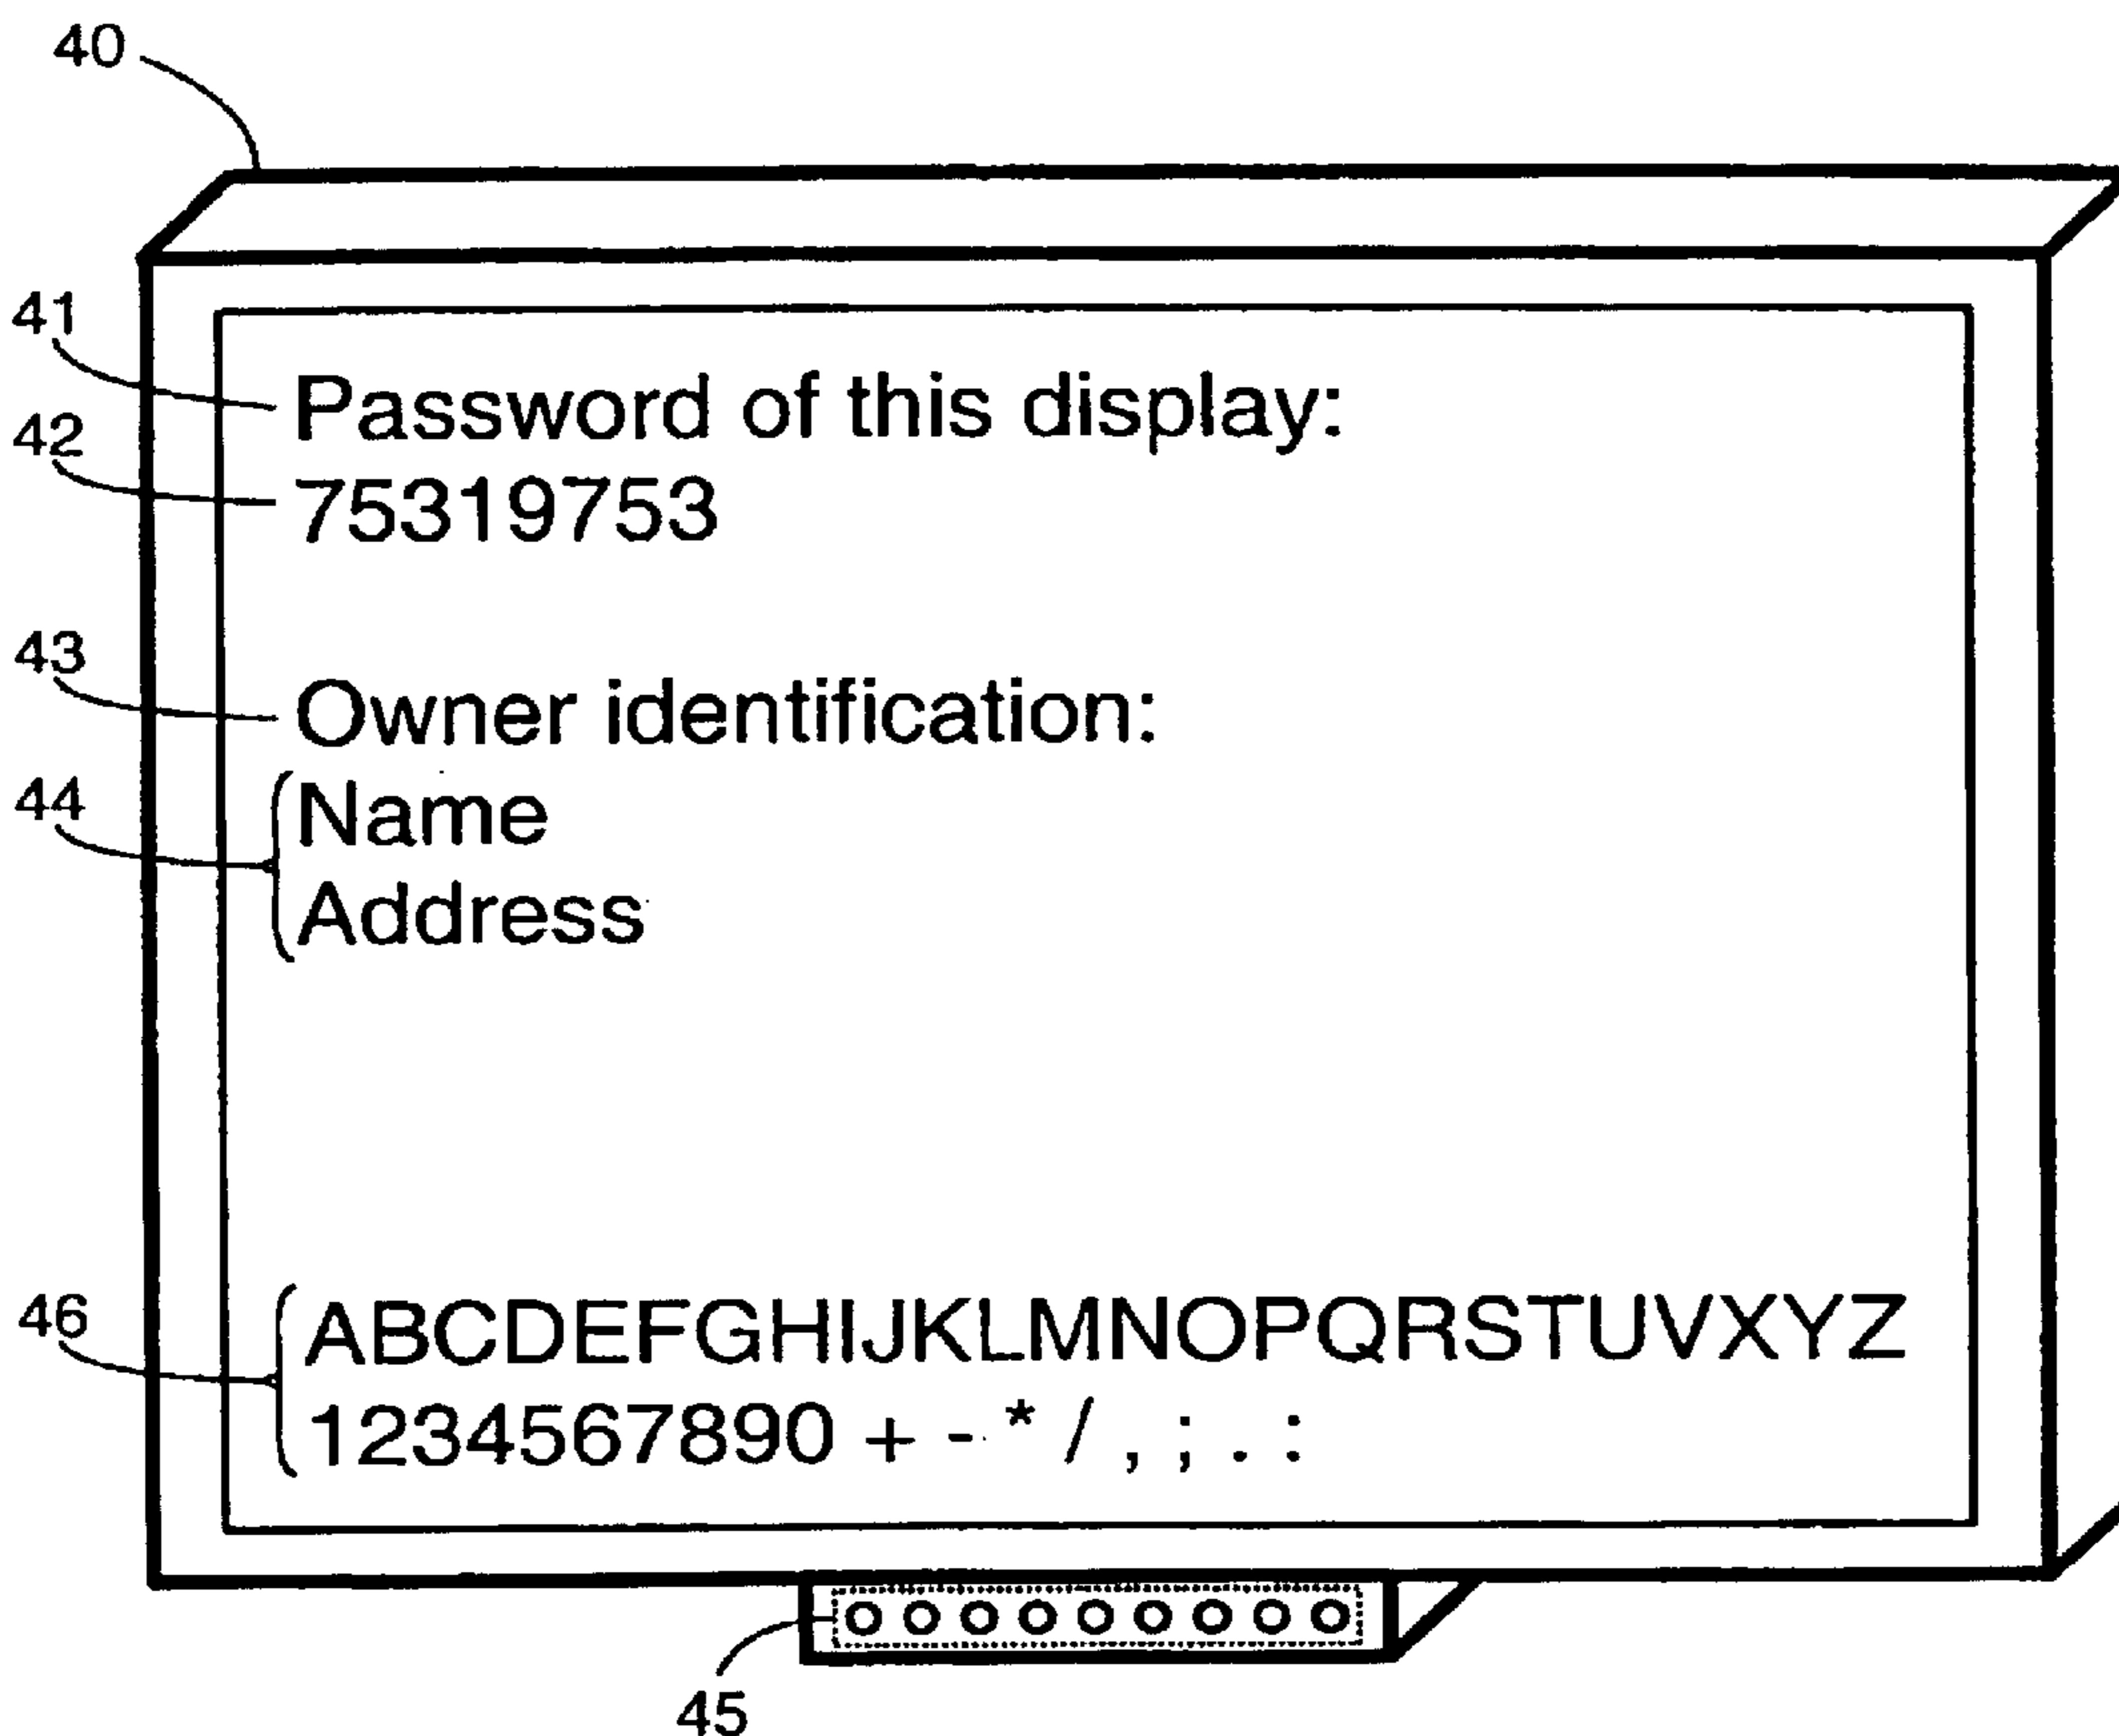 40
41
Password of this display:
42
75319753
43
Owner identification:
44
Name
Address
46
ABCDEFGHIJKLMNOPQRSTUVXYZ
1234567890 + - * / , ; . :
45